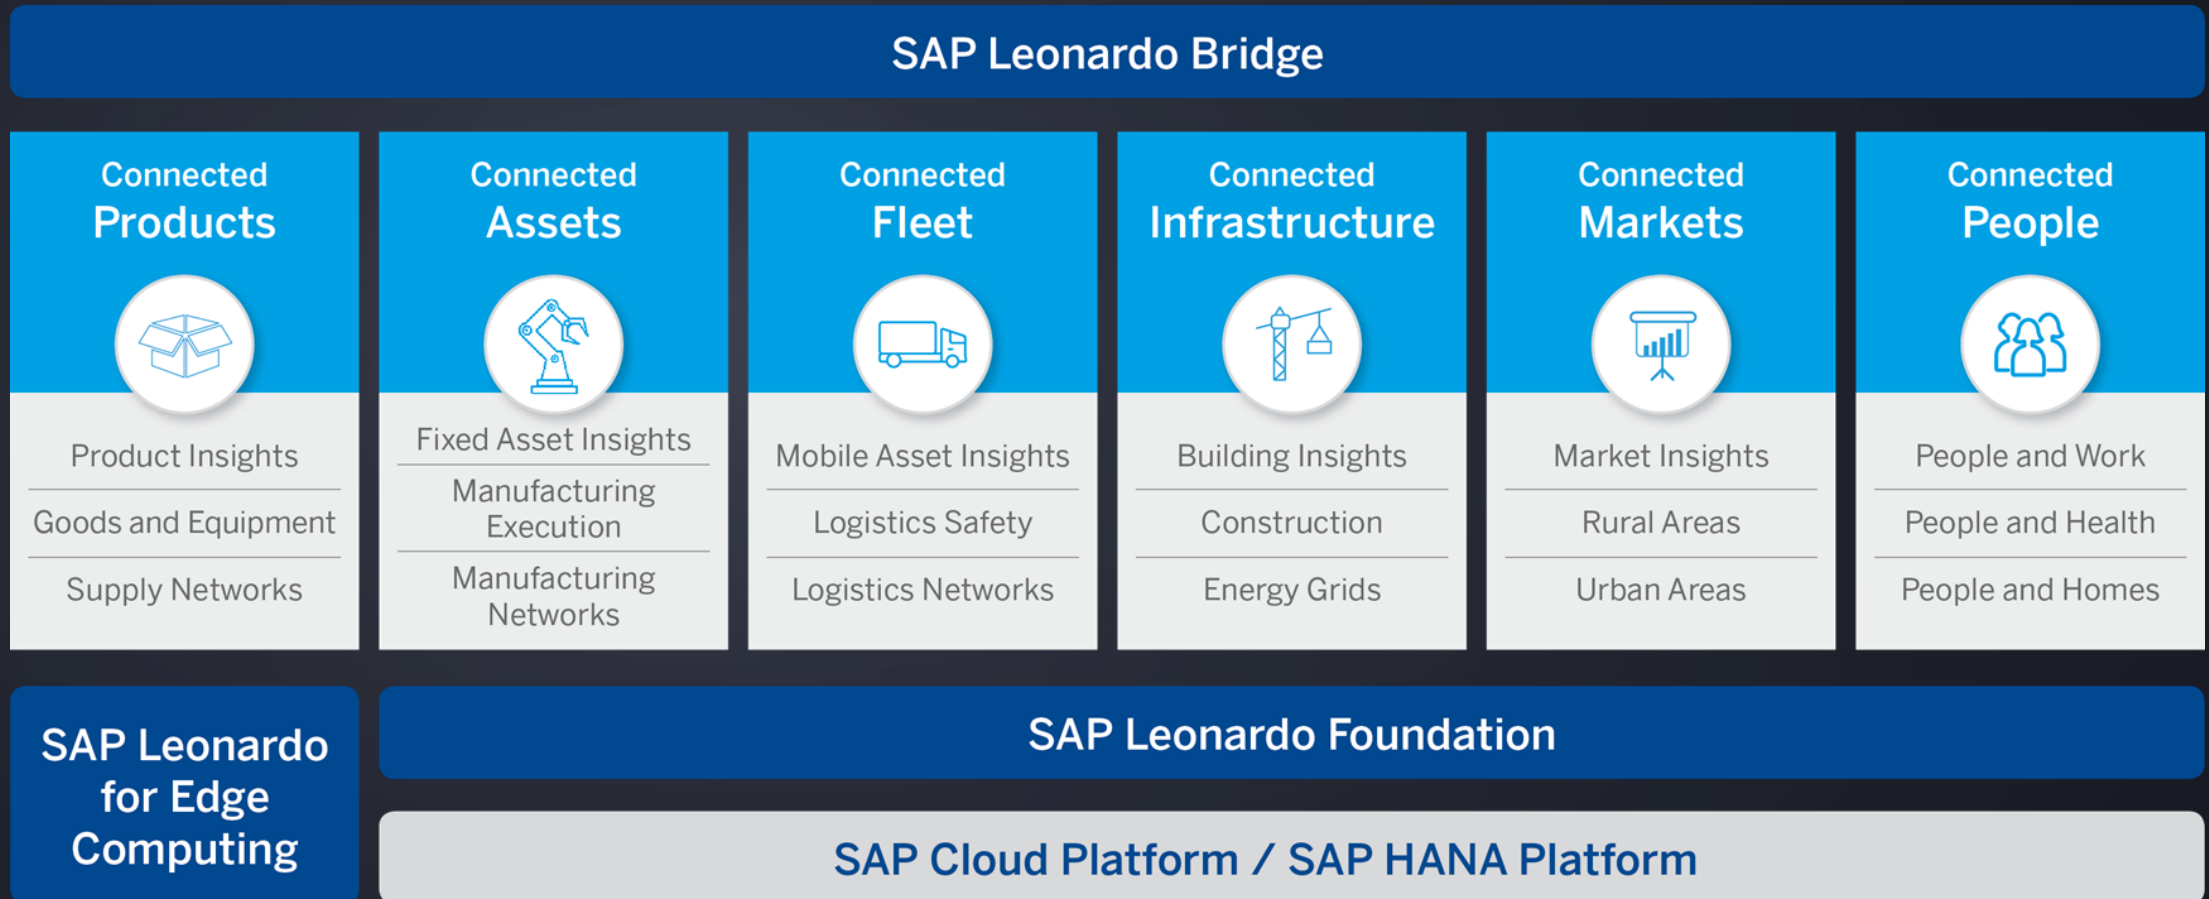 SAP Leonardo Bridge
Connected
Products
Product Insights
Goods and Equipment
Supply Networks
Connected
Assets
Fixed Asset Insights
Manufacturing
Execution
Manufacturing
Networks
Connected
Fleet
Mobile Asset Insights
Logistics Safety
Logistics Networks
Connected
Infrastructure
Building Insights
Construction
Energy Grids
Connected
Markets
Market Insights
Rural Areas
Urban Areas
Connected
People
People and Work
People and Health
People and Homes
SAP Leonardo
for Edge
Computing
SAP Leonardo Foundation
SAP Cloud Platform / SAP HANA Platform